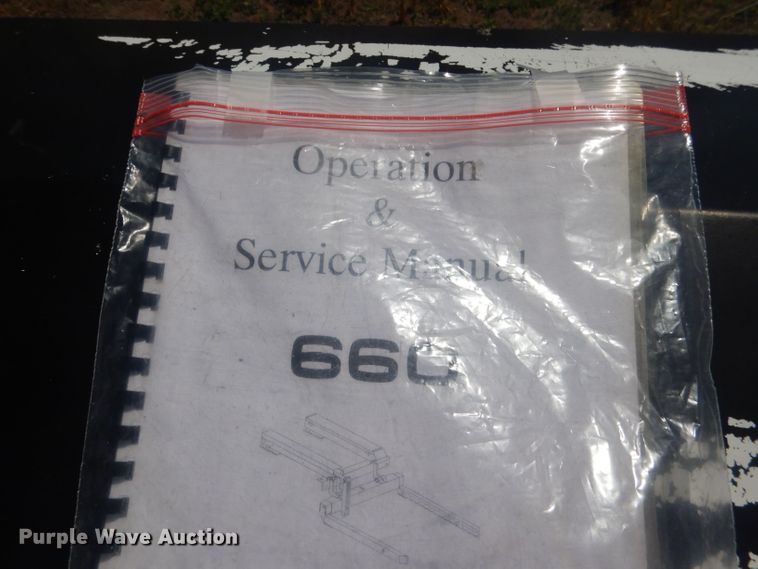 Operation
&
Service Manual
660
Purple Wave Auction